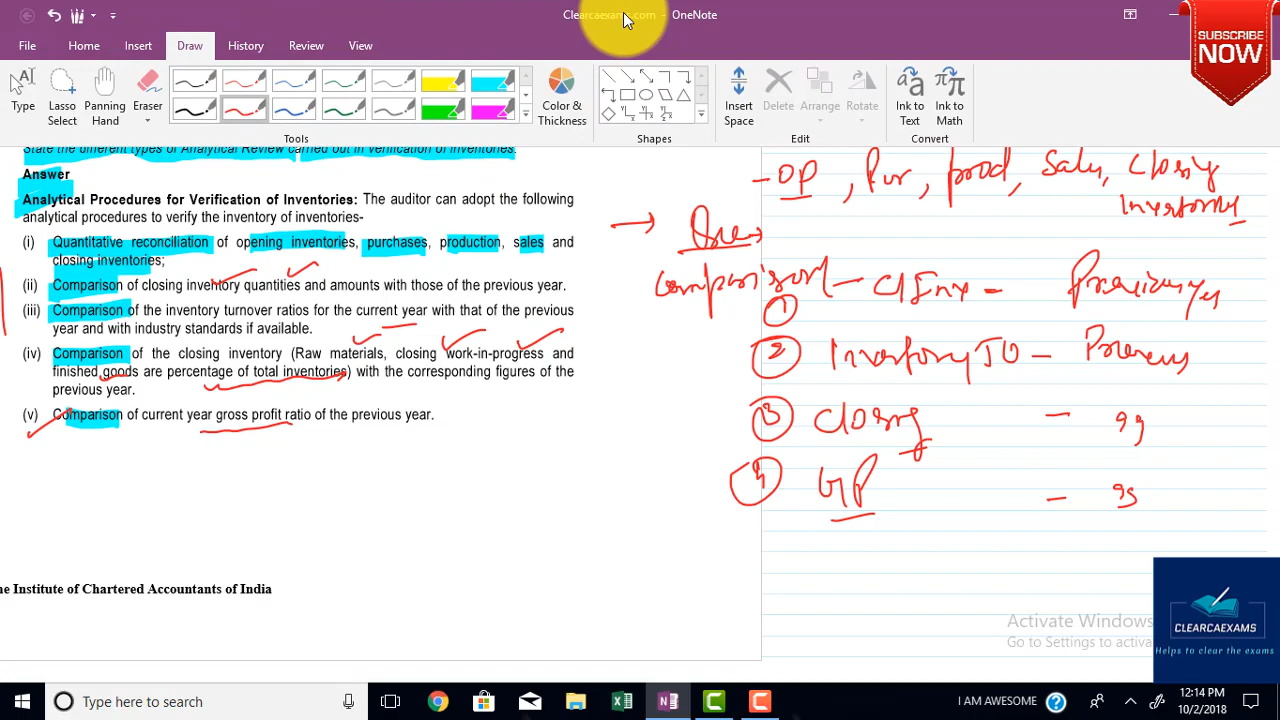 Clearcaexams.com - OneNote
SUBSCRIBE
NOW
File Home Insert Draw History Review View
Type
Lasso Select
Panning Hand
Eraser
Color & Thickness
Insert Space
Delete
Arrange
Rotate
Ink to Text
Ink to Math
Tools
Shapes
Convert
State the different types of Analytical Review carried out in verification of inventories.
Answer
Analytical Procedures for Verification of Inventories: The auditor can adopt the following
analytical procedures to verify the inventory of inventories-
(i) Quantitative reconciliation of opening inventories, purchases, production, sales and
closing inventories;
(ii) Comparison of closing inventory quantities and amounts with those of the previous year.
(iii) Comparison of the inventory turnover ratios for the current year with that of the previous
year and with industry standards if available.
(iv) Comparison of the closing inventory (Raw materials, closing work-in-progress and
finished goods are percentage of total inventories) with the corresponding figures of the
previous year.
(v) Comparison of current year gross profit ratio of the previous year.
he Institute of Chartered Accountants of India
- OP, Pur, prod, Sales, Closing
Inventory
→
Comparison - Cl Inv -
①
② Inventory TO - Previous
③ Closing -
④ GP -
Activate Windows
Go to Settings to activa
CLEARCAEXAMS
Helps to clear the exams
Type here to search
I AM AWESOME
12:14 PM
10/2/2018